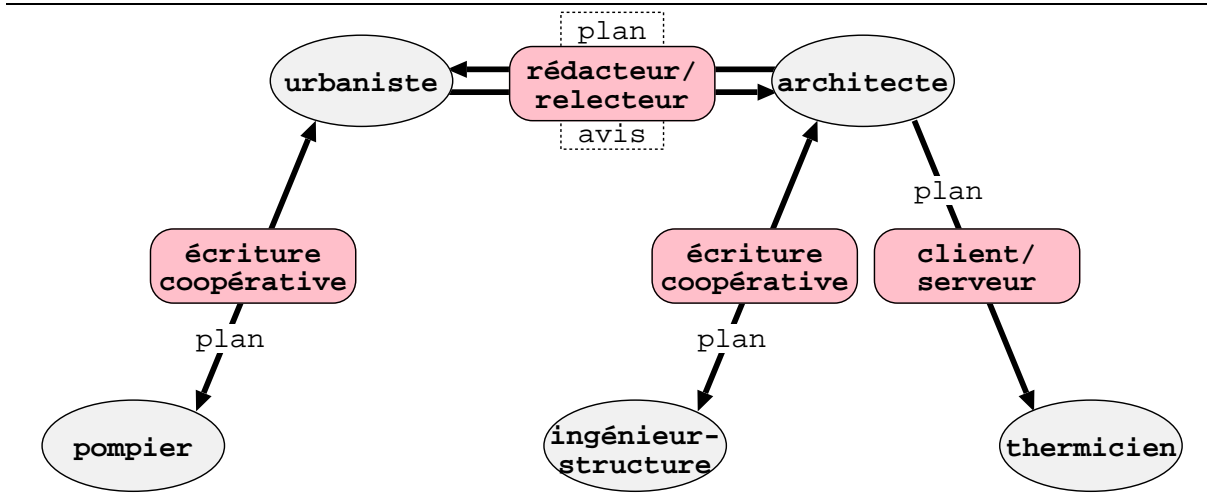 plan
urbaniste
rédacteur/
relecteur
architecte
avis
plan
écriture
coopérative
écriture
coopérative
client/
serveur
plan
plan
pompier
ingénieur-
structure
thermicien